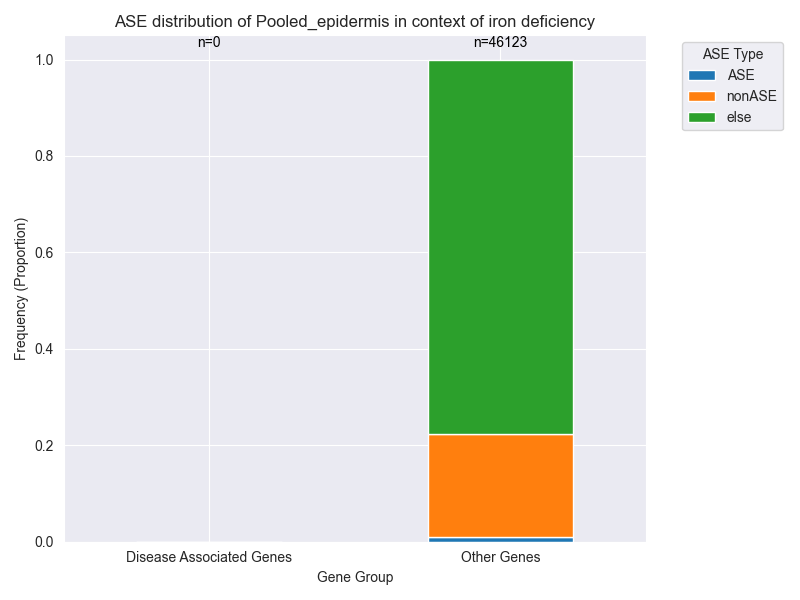 ASE distribution of Pooled_epidermis in context of iron deficiency
n=0
n=46123
ASE Type
ASE
nonASE
else
1.0
0.8
0.6
0.4
0.2
0.0
Frequency (Proportion)
Disease Associated Genes
Other Genes
Gene Group